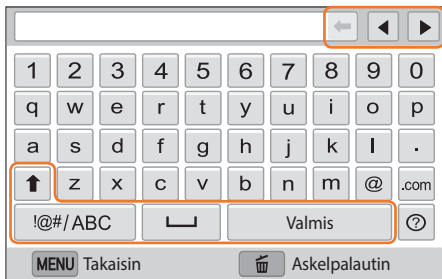 1 2 3 4 5 6 7 8 9 0
q w e r t y u i o p
a s d f g h j k l .
z x c v b n m @ .com
!@#/ABC Valmis ?
MENU Takaisin Askelpalautin